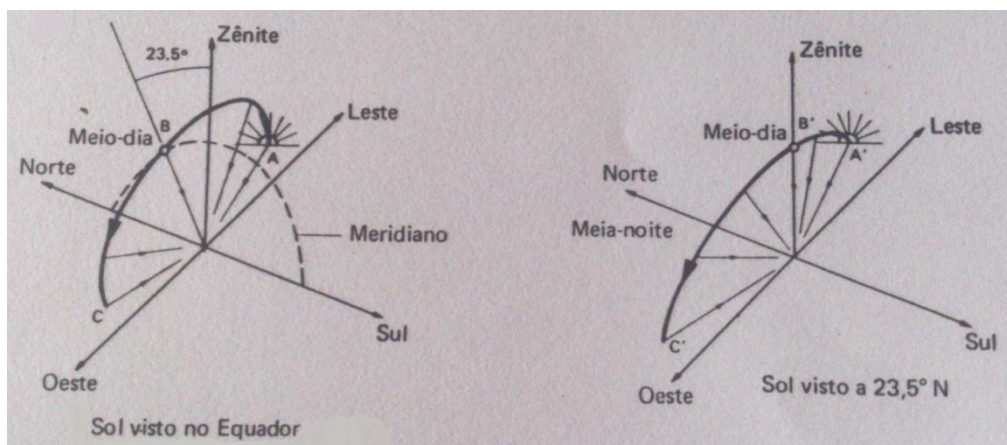 23.5°
Zênite
B
Meio-dia
Leste
A
Norte
Meridiano
C
Sul
Oeste
Sol visto no Equador
Zênite
Meio-dia
B′
A′
Leste
Norte
Meia-noite
C′
Sul
Oeste
Sol visto a 23,5° N